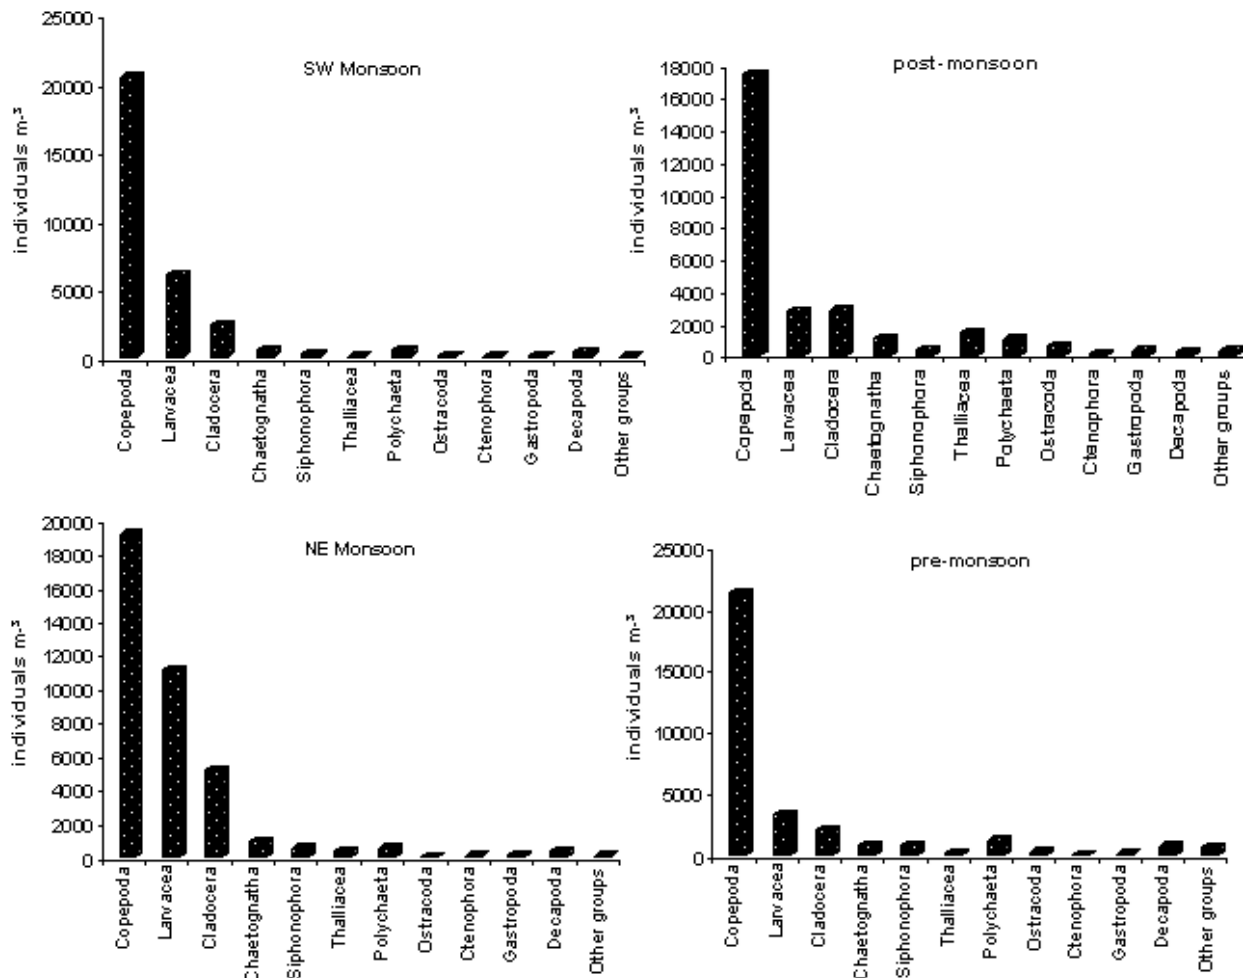 SW Monsoon
individuals m-³
25000
20000
15000
10000
5000
0
Copepoda
Larvacea
Cladocera
Chaetognatha
Siphonophora
Thalliacea
Polychaeta
Ostracoda
Ctenophora
Gastropoda
Decapoda
Other groups
post-monsoon
individuals m-³
18000
16000
14000
12000
10000
8000
6000
4000
2000
0
Copepoda
Larvacea
Cladocera
Chaetognatha
Siphonophora
Thalliacea
Polychaeta
Ostracoda
Ctenophora
Gastropoda
Decapoda
Other groups
NE Monsoon
individuals m-³
20000
18000
16000
14000
12000
10000
8000
6000
4000
2000
0
Copepoda
Larvacea
Cladocera
Chaetognatha
Siphonophora
Thalliacea
Polychaeta
Ostracoda
Ctenophora
Gastropoda
Decapoda
Other groups
pre-monsoon
individuals m-³
25000
20000
15000
10000
5000
0
Copepoda
Larvacea
Cladocera
Chaetognatha
Siphonophora
Thaliacea
Polychaeta
Ostracoda
Ctenophora
Gastropoda
Decapoda
Other groups